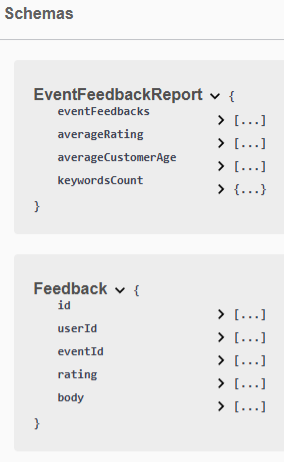 Schemas
EventFeedbackReport {
eventFeedbacks [...]
averageRating [...]
averageCustomerAge [...]
keywordsCount {...}
}
Feedback {
id [...]
userId [...]
eventId [...]
rating [...]
body [...]
}